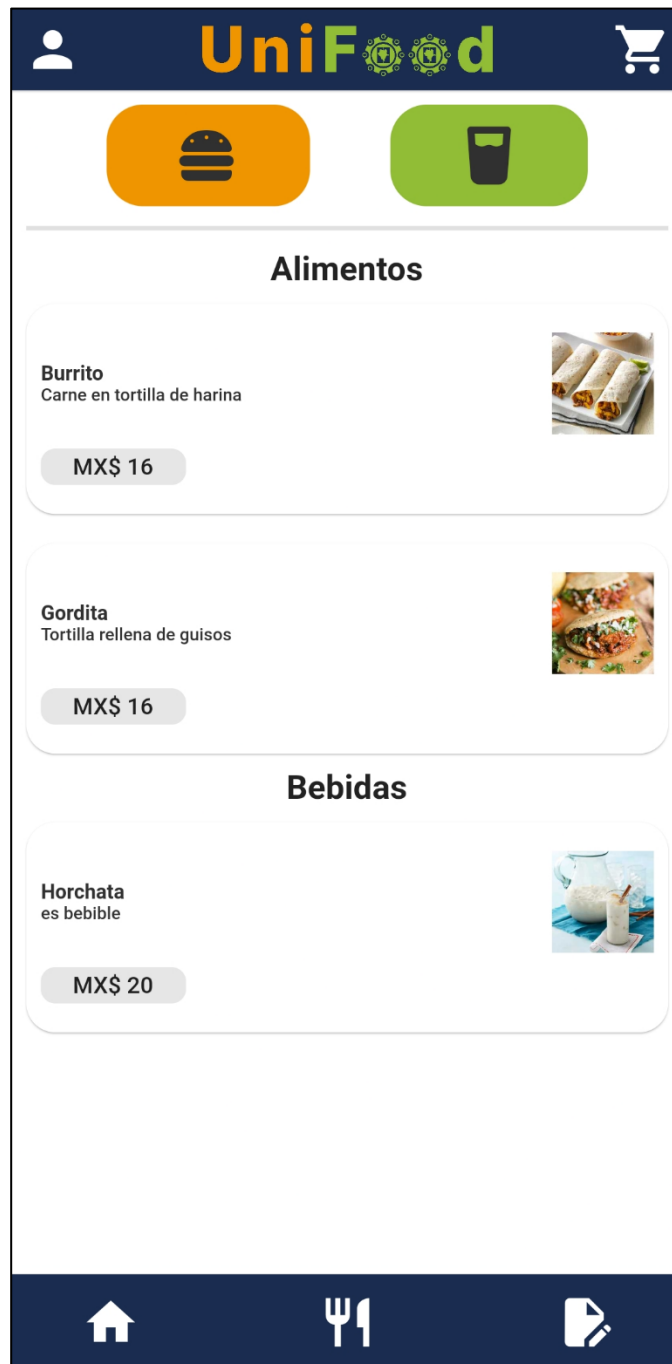 UniFood
Alimentos
Burrito
Carne en tortilla de harina
MX$ 16
Gordita
Tortilla rellena de guisos
MX$ 16
Bebidas
Horchata
es bebible
MX$ 20